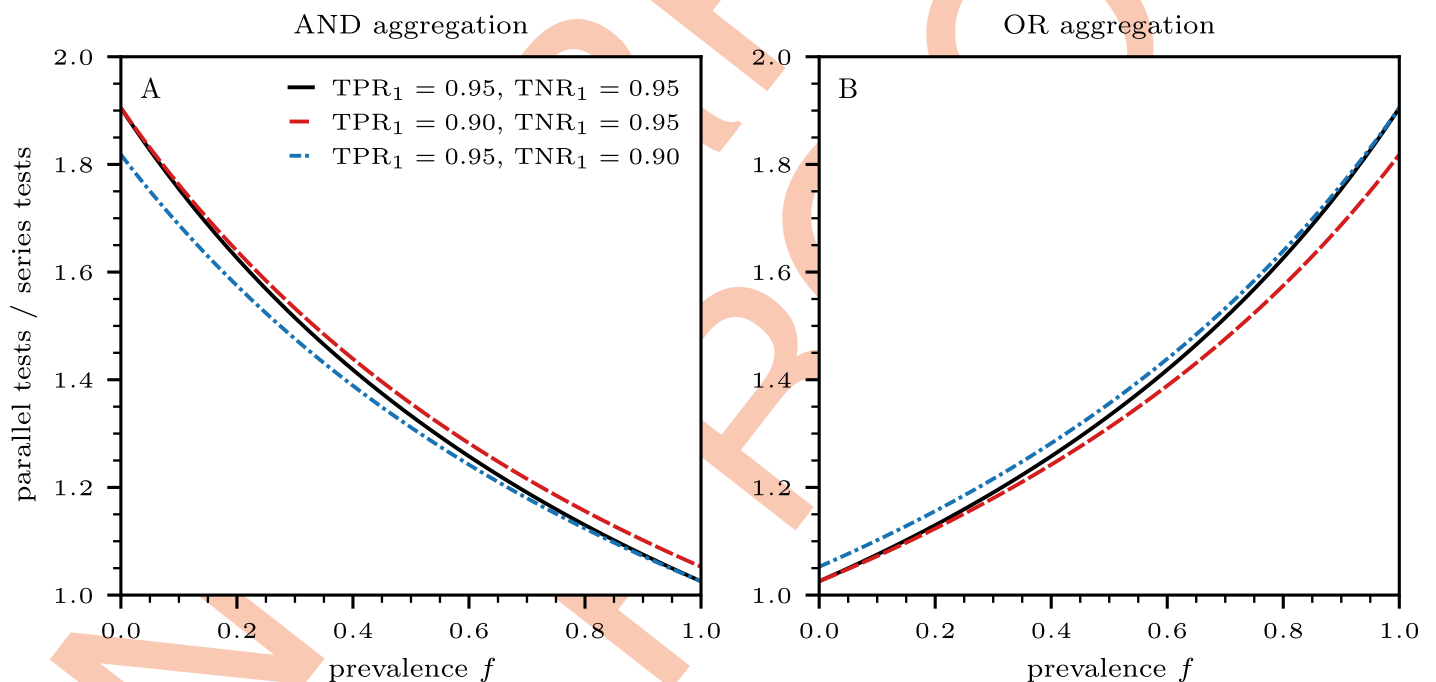 AND aggregation
OR aggregation
A
TPR₁ = 0.95, TNR₁ = 0.95
TPR₁ = 0.90, TNR₁ = 0.95
TPR₁ = 0.95, TNR₁ = 0.90
B
parallel tests / series tests
2.0
1.8
1.6
1.4
1.2
1.0
2.0
1.8
1.6
1.4
1.2
1.0
0.0 0.2 0.4 0.6 0.8 1.0
0.0 0.2 0.4 0.6 0.8 1.0
prevalence f
prevalence f